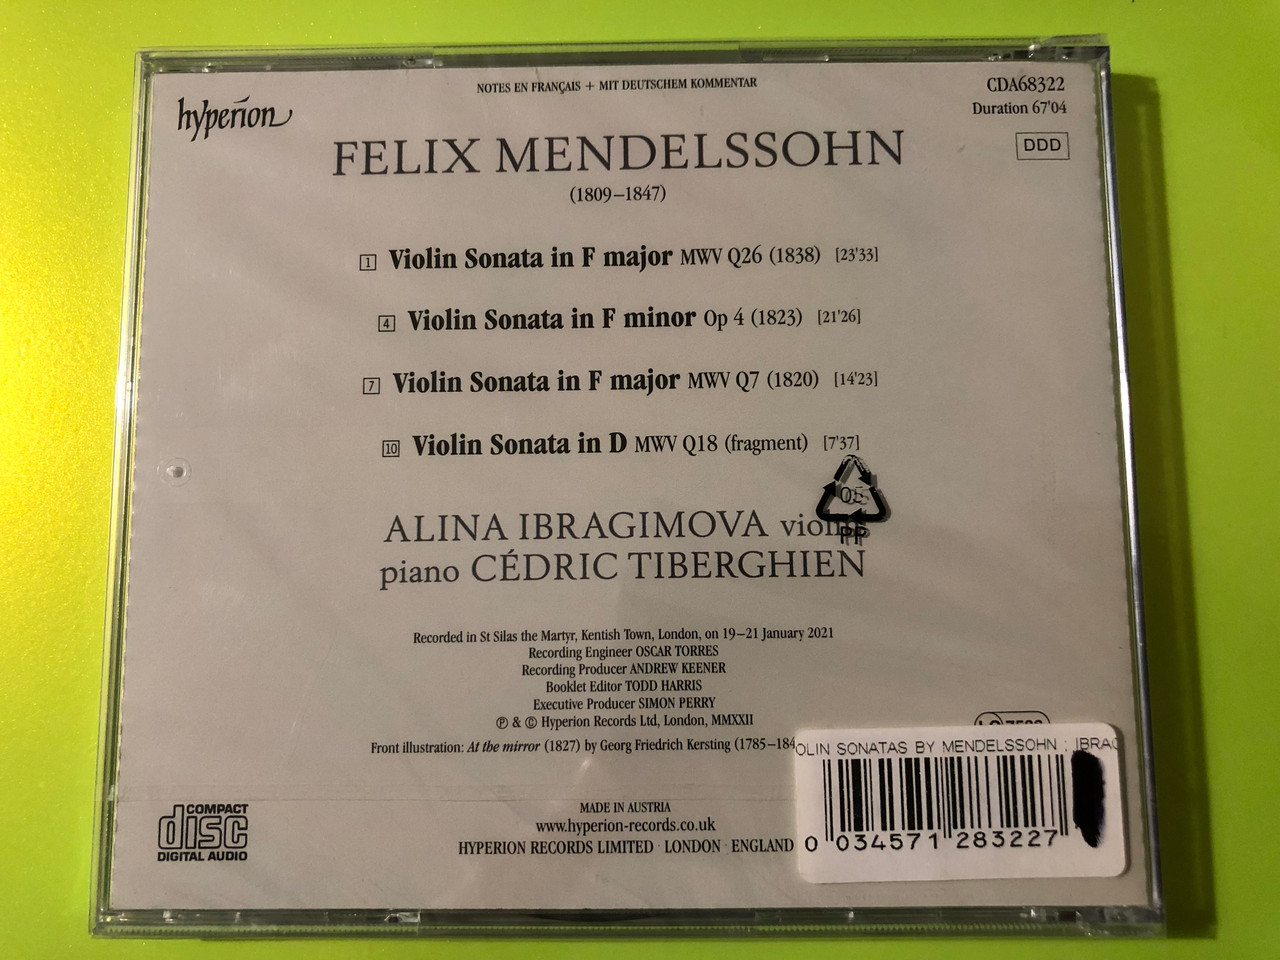 NOTES EN FRANÇAIS + MIT DEUTSCHEM KOMMENTAR
CDA68322
Duration 67'04
hyperion
DDD
FELIX MENDELSSOHN
(1809–1847)
1 Violin Sonata in F major MWV Q26 (1838) [23'33]
4 Violin Sonata in F minor Op 4 (1823) [21'26]
7 Violin Sonata in F major MWV Q7 (1820) [14'23]
10 Violin Sonata in D MWV Q18 (fragment) [7'37]
ALINA IBRAGIMOVA violin
PP
piano CÉDRIC TIBERGHIEN
Recorded in St Silas the Martyr, Kentish Town, London, on 19–21 January 2021
Recording Engineer OSCAR TORRES
Recording Producer ANDREW KEENER
Booklet Editor TODD HARRIS
Executive Producer SIMON PERRY
℗ & © Hyperion Records Ltd, London, MMXXII
Front illustration: At the mirror (1827) by Georg Friedrich Kersting (1785–184
OLIN SONATAS BY MENDELSSOHN ; IBRAG
0 034571 283227
COMPACT
disc
DIGITAL AUDIO
MADE IN AUSTRIA
www.hyperion-records.co.uk
HYPERION RECORDS LIMITED · LONDON · ENGLAND